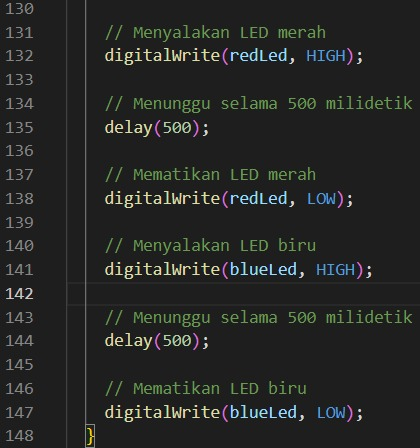 130
131 // Menyalakan LED merah
132 digitalWrite(redLed, HIGH);
133
134 // Menunggu selama 500 milidetik
135 delay(500);
136
137 // Mematikan LED merah
138 digitalWrite(redLed, LOW);
139
140 // Menyalakan LED biru
141 digitalWrite(blueLed, HIGH);
142
143 // Menunggu selama 500 milidetik
144 delay(500);
145
146 // Mematikan LED biru
147 digitalWrite(blueLed, LOW);
148 }